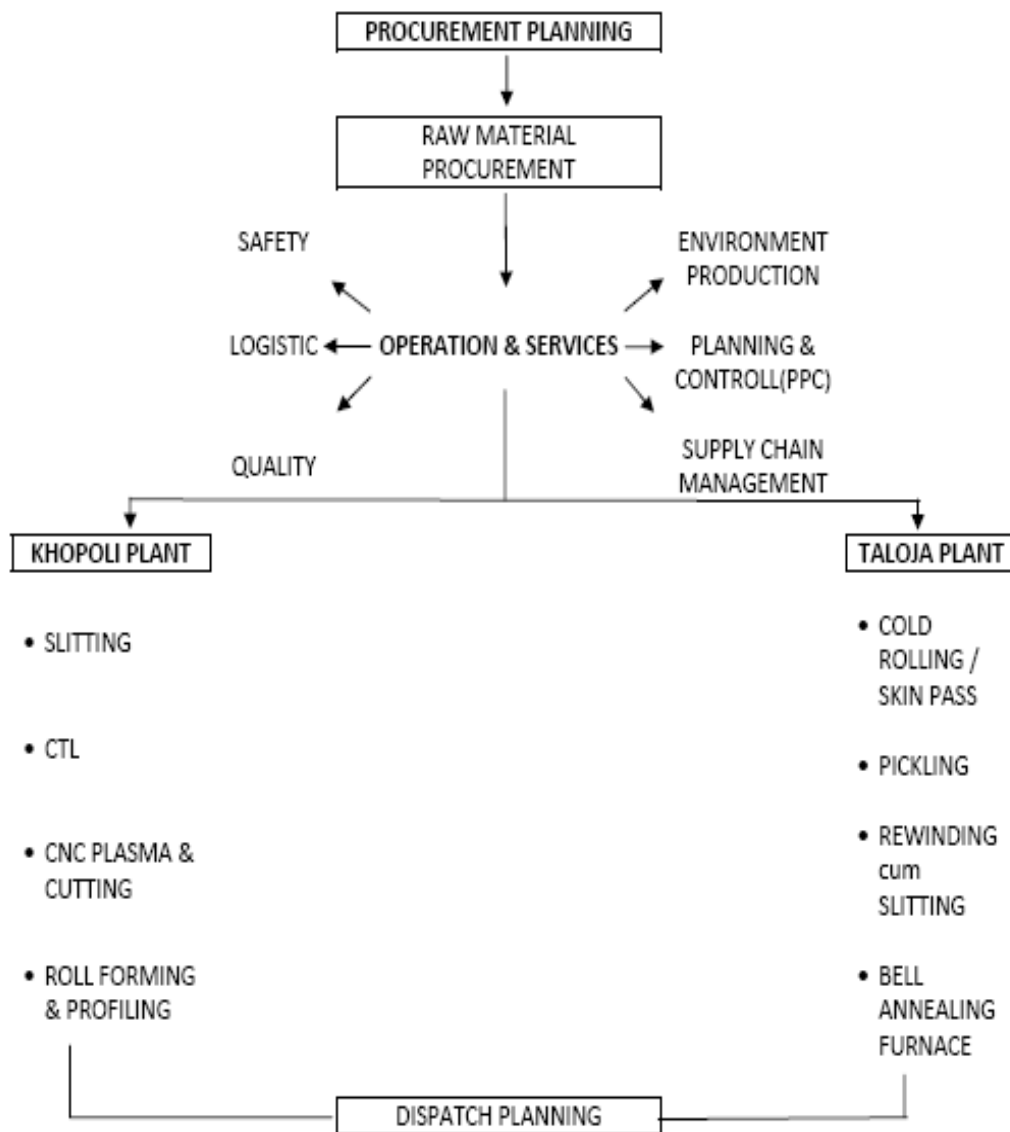 PROCUREMENT PLANNING
RAW MATERIAL
PROCUREMENT
SAFETY
ENVIRONMENT
PRODUCTION
LOGISTIC
OPERATION & SERVICES
PLANNING &
CONTROLL(PPC)
QUALITY
SUPPLY CHAIN
MANAGEMENT
KHOPOLI PLANT
• SLITTING
• CTL
• CNC PLASMA &
CUTTING
• ROLL FORMING
& PROFILING
TALOJA PLANT
• COLD
ROLLING /
SKIN PASS
• PICKLING
• REWINDING
cum
SLITTING
• BELL
ANNEALING
FURNACE
DISPATCH PLANNING